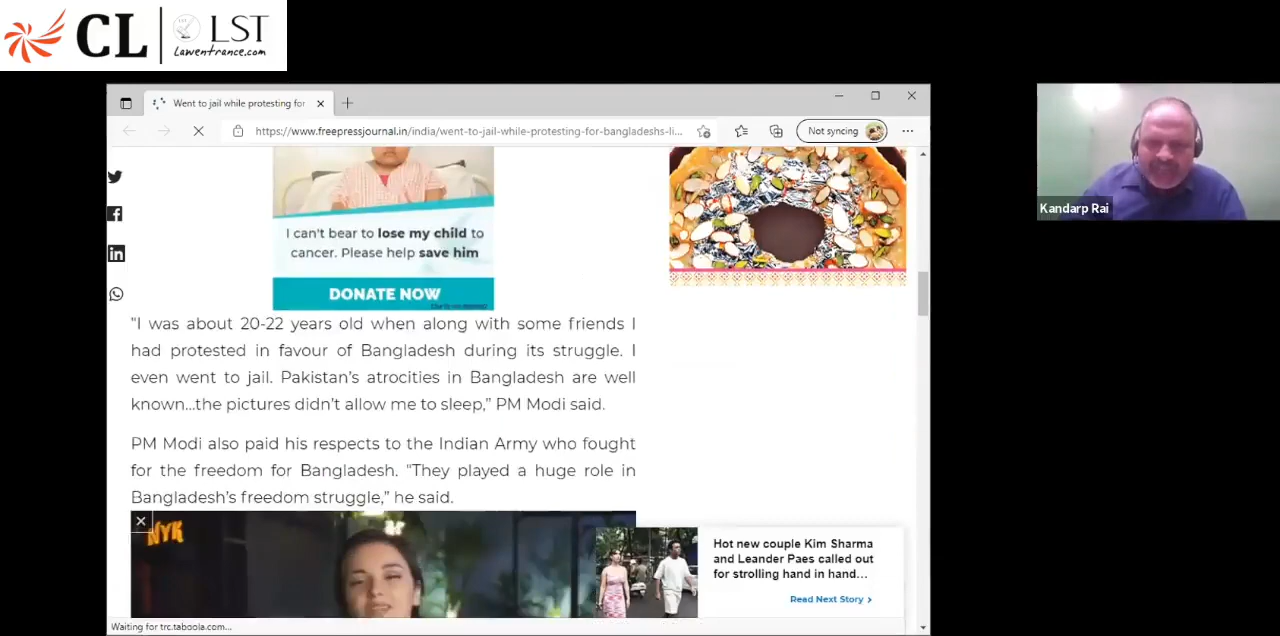 CL | LST
Lawentrance.com
Went to jail while protesting for
https://www.freepressjournal.in/india/went-to-jail-while-protesting-for-bangladeshs-li...
Not syncing
Kandarp Rai
I can't bear to lose my child to
cancer. Please help save him
DONATE NOW
"I was about 20-22 years old when along with some friends I
had protested in favour of Bangladesh during its struggle. I
even went to jail. Pakistan's atrocities in Bangladesh are well
known...the pictures didn't allow me to sleep," PM Modi said.
PM Modi also paid his respects to the Indian Army who fought
for the freedom for Bangladesh. "They played a huge role in
Bangladesh's freedom struggle," he said.
NYK
Hot new couple Kim Sharma
and Leander Paes called out
for strolling hand in hand...
Read Next Story
Waiting for trc.taboola.com...